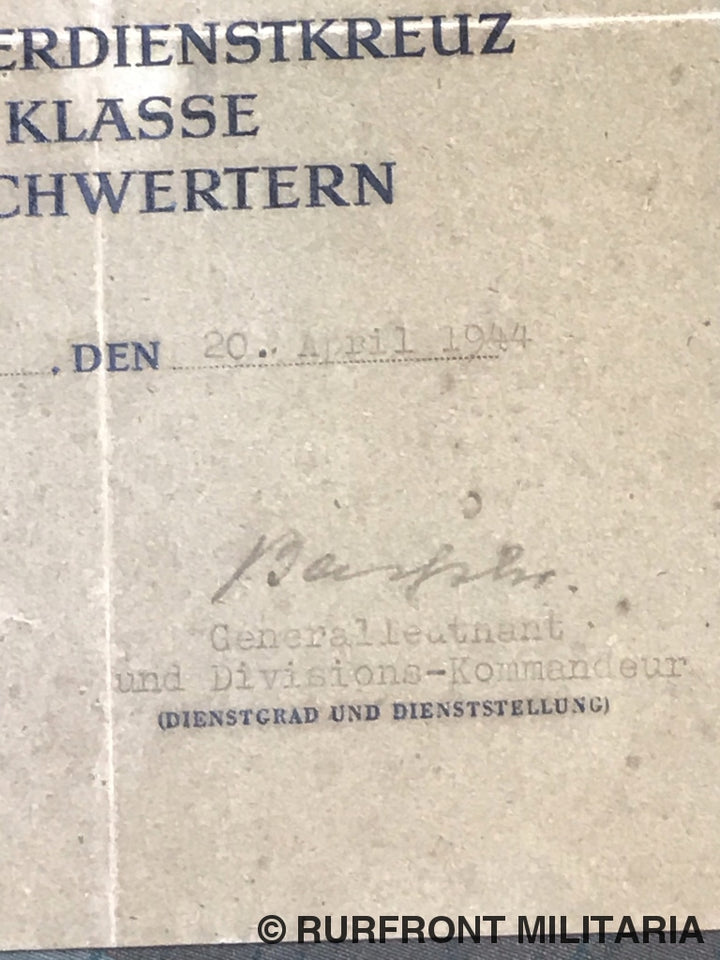 ERDIENSTKREUZ
KLASSE
CHWERTERN
. DEN 20. April 1944
Generalleutnant
und Divisions-Kommandeur
(DIENSTGRAD UND DIENSTSTELLUNG)
© RURFRONT MILITARIA